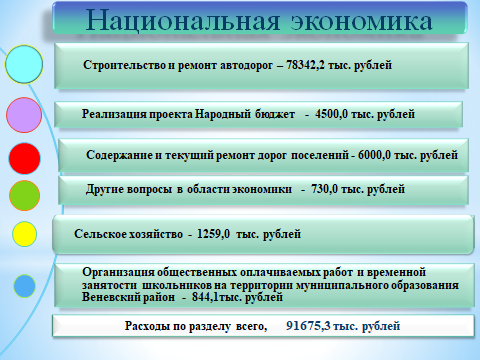 Национальная экономика
Строительство и ремонт автодорог – 78342,2 тыс. рублей
Реализация проекта Народный бюджет - 4500,0 тыс. рублей
Содержание и текущий ремонт дорог поселений - 6000,0 тыс. рублей
Другие вопросы в области экономики - 730,0 тыс. рублей
Сельское хозяйство - 1259,0 тыс. рублей
Организация общественных оплачиваемых работ и временной
занятости школьников на территории муниципального образования
Веневский район - 844,1тыс. рублей
Расходы по разделу всего, 91675,3 тыс. рублей